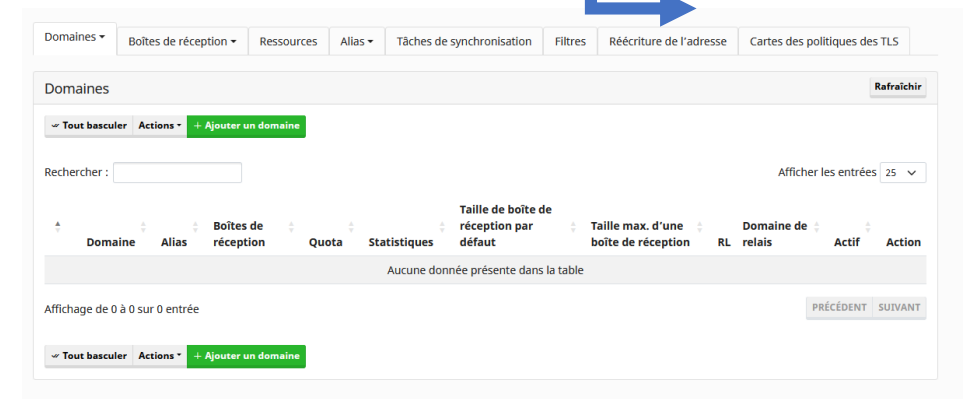 Domaines Boîtes de réception Ressources Alias Tâches de synchronisation Filtres Réécriture de l'adresse Cartes des politiques des TLS
Domaines Rafraîchir
Tout basculer Actions + Ajouter un domaine
Rechercher : Afficher les entrées 25
Domaine Alias Boîtes de réception Quota Statistiques Taille de boîte de réception par défaut Taille max. d'une boîte de réception RL Domaine de relais Actif Action
Aucune donnée présente dans la table
Affichage de 0 à 0 sur 0 entrée PRÉCÉDENT SUIVANT
Tout basculer Actions + Ajouter un domaine